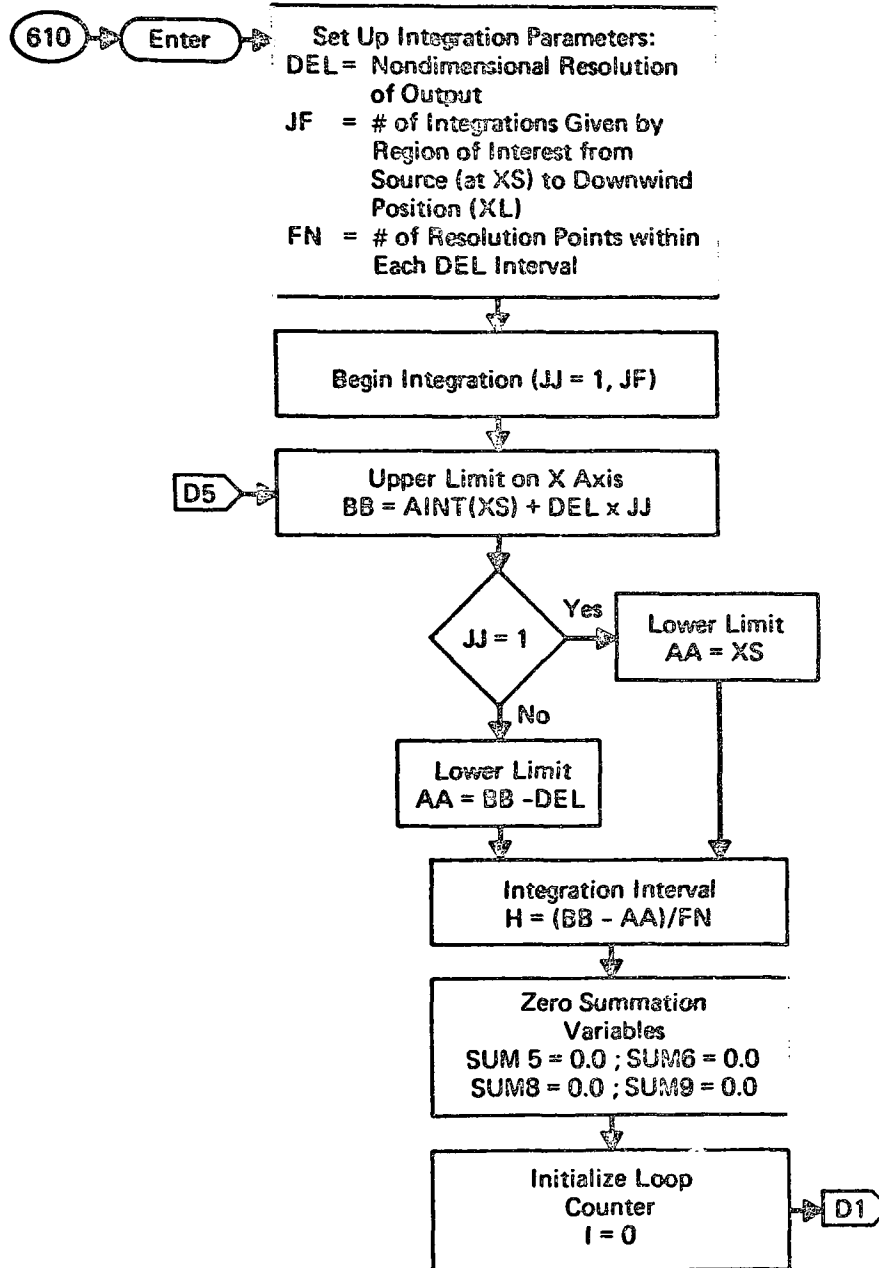 610
Enter
Set Up Integration Parameters:
DEL = Nondimensional Resolution
of Output
JF = # of Integrations Given by
Region of Interest from
Source (at XS) to Downwind
Position (XL)
FN = # of Resolution Points within
Each DEL Interval
Begin Integration (JJ = 1, JF)
D5
Upper Limit on X Axis
BB = AINT(XS) + DEL x JJ
JJ = 1
Yes
Lower Limit
AA = XS
No
Lower Limit
AA = BB -DEL
Integration Interval
H = (BB - AA)/FN
Zero Summation
Variables
SUM 5 = 0.0 ; SUM6 = 0.0
SUM8 = 0.0 ; SUM9 = 0.0
Initialize Loop
Counter
I = 0
D1